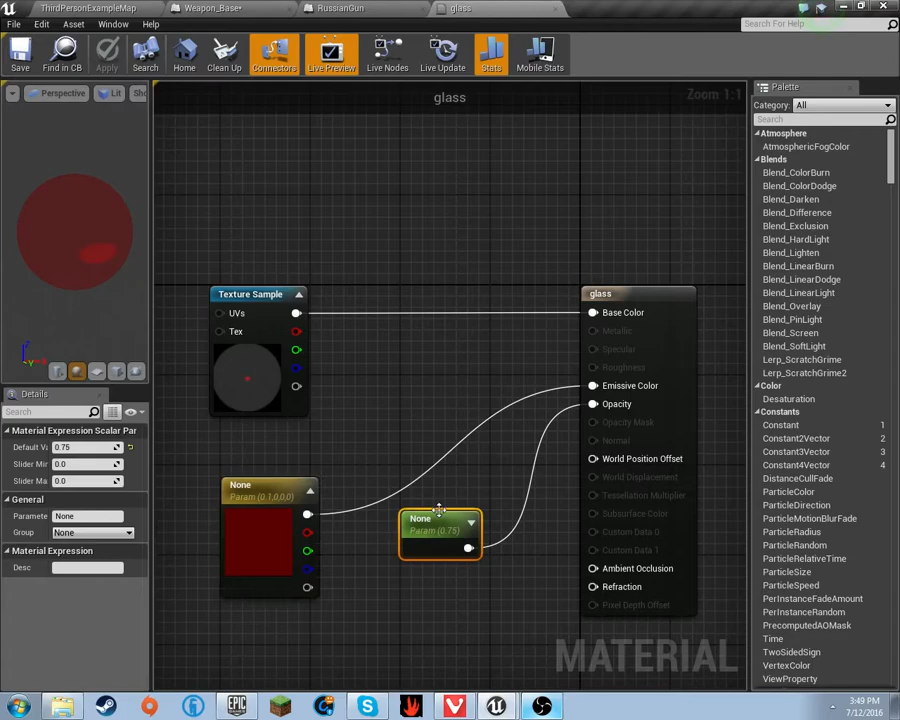 ThirdPersonExampleMap
Weapon_Base*
RussianGun
glass
File
Edit
Asset
Window
Help
Search For Help
Save
Find in CB
Apply
Search
Home
Clean Up
Connectors
Live Preview
Live Nodes
Live Update
Stats
Mobile Stats
Perspective
Lit
Sho
glass
Zoom 1:1
Palette
Category:
All
Search
Atmosphere
AtmosphericFogColor
Blends
Blend_ColorBurn
Blend_ColorDodge
Blend_Darken
Blend_Difference
Blend_Exclusion
Blend_HardLight
Blend_Lighten
Blend_LinearBurn
Blend_LinearDodge
Blend_LinearLight
Blend_Overlay
Blend_PinLight
Blend_Screen
Blend_SoftLight
Lerp_ScratchGrime
Lerp_ScratchGrime2
Color
Desaturation
Constants
Constant 1
Constant2Vector 2
Constant3Vector 3
Constant4Vector 4
DistanceCullFade
ParticleColor
ParticleDirection
ParticleMotionBlurFade
ParticleRadius
ParticleRandom
ParticleRelativeTime
ParticleSize
ParticleSpeed
PerInstanceFadeAmount
PerInstanceRandom
PrecomputedAOMask
Time
TwoSidedSign
VertexColor
ViewProperty
Texture Sample
UVs
Tex
None
Param (0.1,0,0,0)
None
Param (0.75)
glass
Base Color
Metallic
Specular
Roughness
Emissive Color
Opacity
Opacity Mask
Normal
World Position Offset
World Displacement
Tessellation Multiplier
Subsurface Color
Custom Data 0
Custom Data 1
Ambient Occlusion
Refraction
Pixel Depth Offset
MATERIAL
Details
Search
Material Expression Scalar Par
Default Va 0.75
Slider Min 0.0
Slider Ma 0.0
General
Paramete None
Group None
Material Expression
Desc
EPIC
GAMES
3:49 PM
7/12/2016